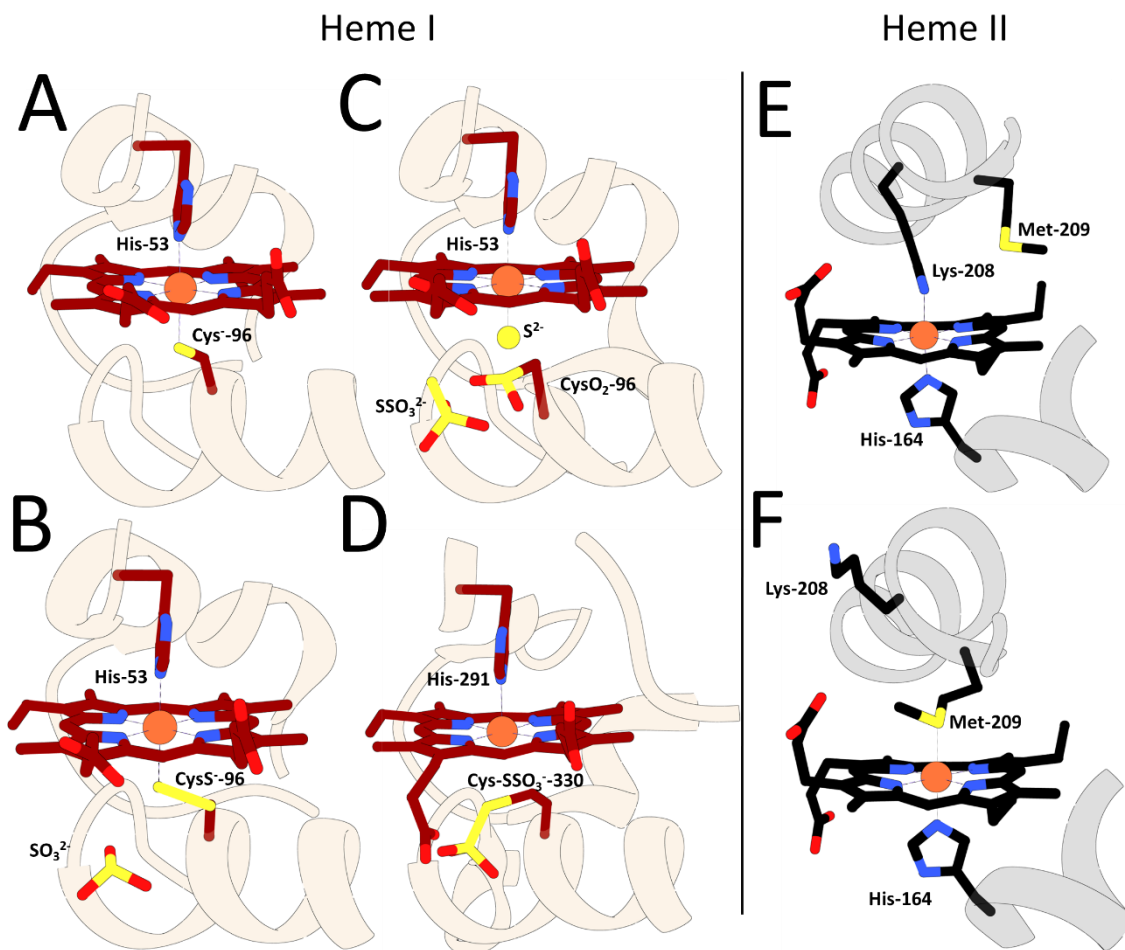 Heme I
Heme II
A
His-53
Cys⁻-96
C
His-53
S²⁻
CysO₂-96
SSO₃²⁻
E
Met-209
Lys-208
His-164
B
His-53
CysS⁻-96
SO₃²⁻
D
His-291
Cys-SSO₃⁻-330
F
Lys-208
Met-209
His-164